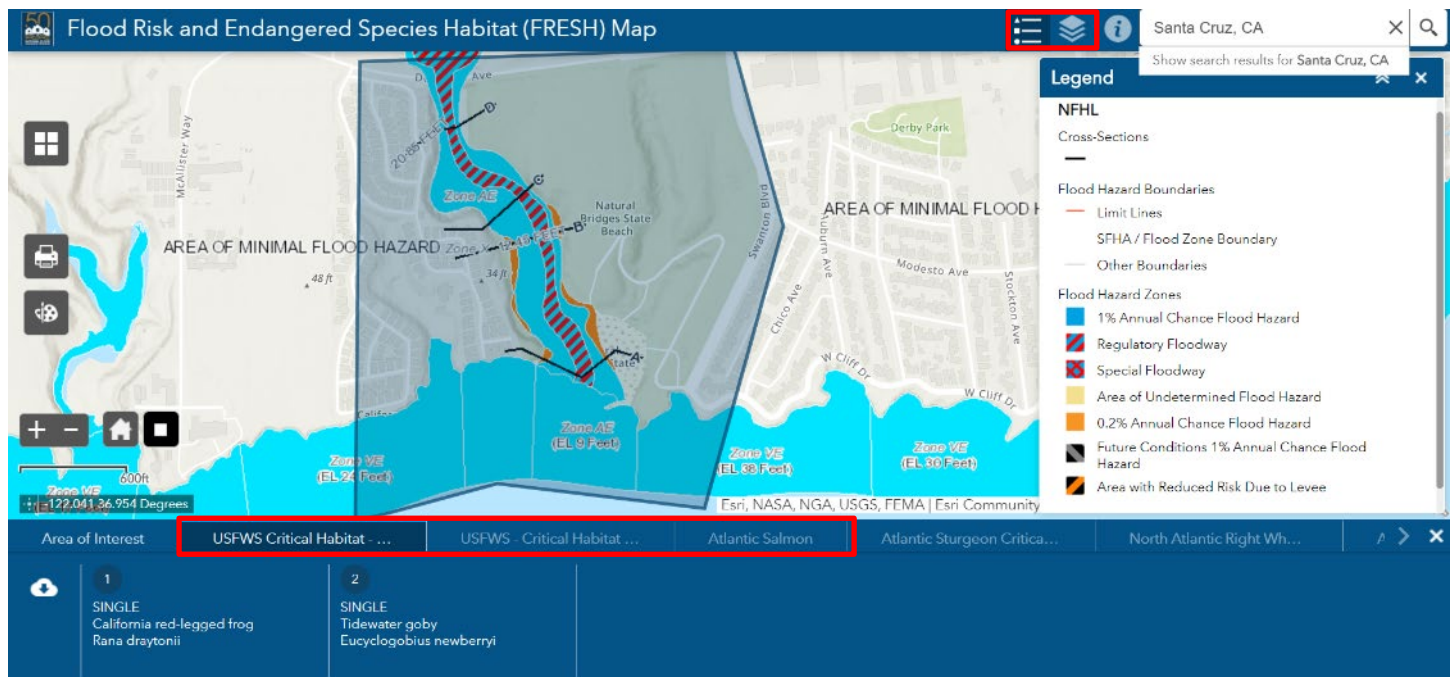 50
Flood Risk and Endangered Species Habitat (FRESH) Map
Santa Cruz, CA
Show search results for Santa Cruz, CA
Legend
NFHL
Cross-Sections
Flood Hazard Boundaries
Limit Lines
SFHA / Flood Zone Boundary
Other Boundaries
Flood Hazard Zones
1% Annual Chance Flood Hazard
Regulatory Floodway
Special Floodway
Area of Undetermined Flood Hazard
0.2% Annual Chance Flood Hazard
Future Conditions 1% Annual Chance Flood
Hazard
Area with Reduced Risk Due to Levee
McAllister Way
Ave
D
20-85 FEET
C
Zone AE
Natural
Bridges State
Beach
B
AREA OF MINIMAL FLOOD HAZARD
Zone X
48 ft
34 ft
A
State
Derby Park
Swanton Blvd
AREA OF MINIMAL FLOOD H
Auburn Ave
Modesto Ave
Stockton Ave
Chico Ave
W Cliff Dr
W Cliff Dr
Zone AE
(EL 9 Feet)
Zone VE
(EL 24 Feet)
Zone VE
(EL 38 Feet)
Zone VE
(EL 30 Feet)
Zone VE
600ft
-122.041 36.954 Degrees
Esri, NASA, NGA, USGS, FEMA | Esri Community
Area of Interest
USFWS Critical Habitat - ...
USFWS - Critical Habitat ...
Atlantic Salmon
Atlantic Sturgeon Critica...
North Atlantic Right Wh...
1
SINGLE
California red-legged frog
Rana draytonii
2
SINGLE
Tidewater goby
Eucyclogobius newberryi